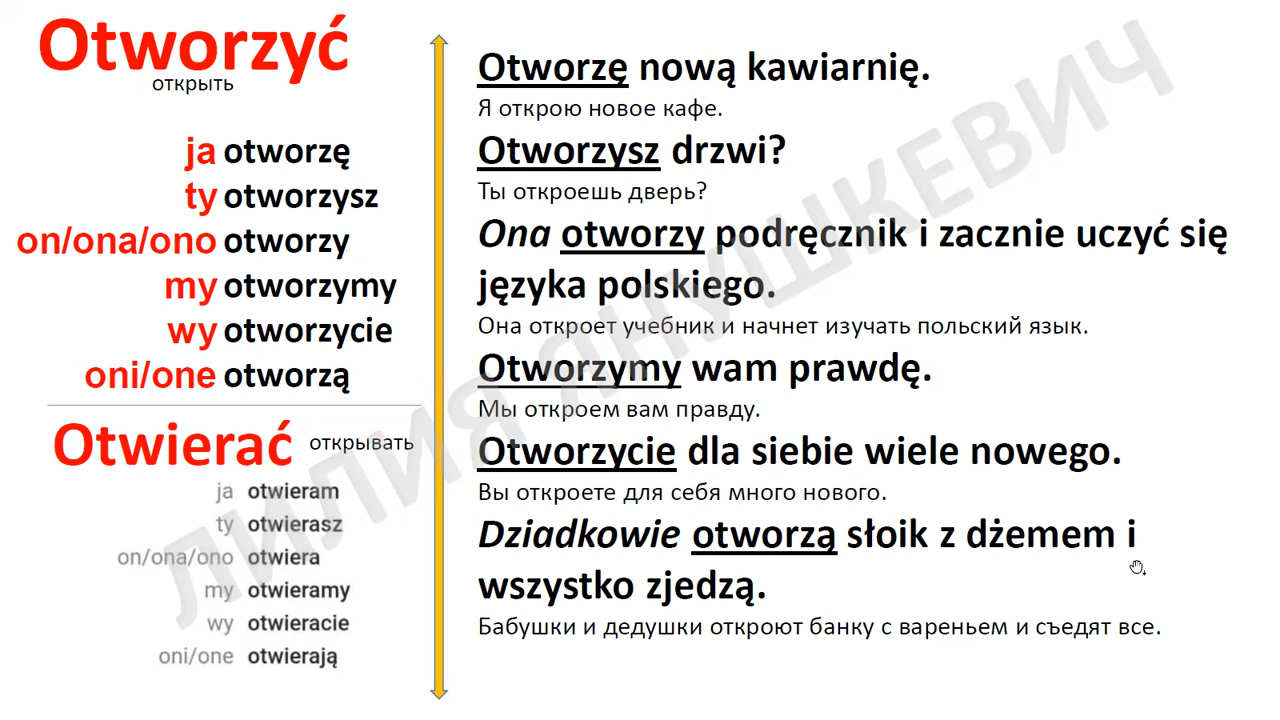 Otworzyć
открыть
ja otworzę
ty otworzysz
on/ona/ono otworzy
my otworzymy
wy otworzycie
oni/one otworzą
Otwierać открывать
ja otwieram
ty otwierasz
on/ona/ono otwiera
my otwieramy
wy otwieracie
oni/one otwierają
Otworzę nową kawiarnię.
Я открою новое кафе.
Otworzysz drzwi?
Ты откроешь дверь?
Ona otworzy podręcznik i zacznie uczyć się
języka polskiego.
Она откроет учебник и начнет изучать польский язык.
Otworzymy wam prawdę.
Мы откроем вам правду.
Otworzycie dla siebie wiele nowego.
Вы откроете для себя много нового.
Dziadkowie otworzą słoik z dżemem i
wszystko zjedzą.
Бабушки и дедушки откроют банку с вареньем и съедят все.
ЛИЛИЯ ЯНУШКЕВИЧ